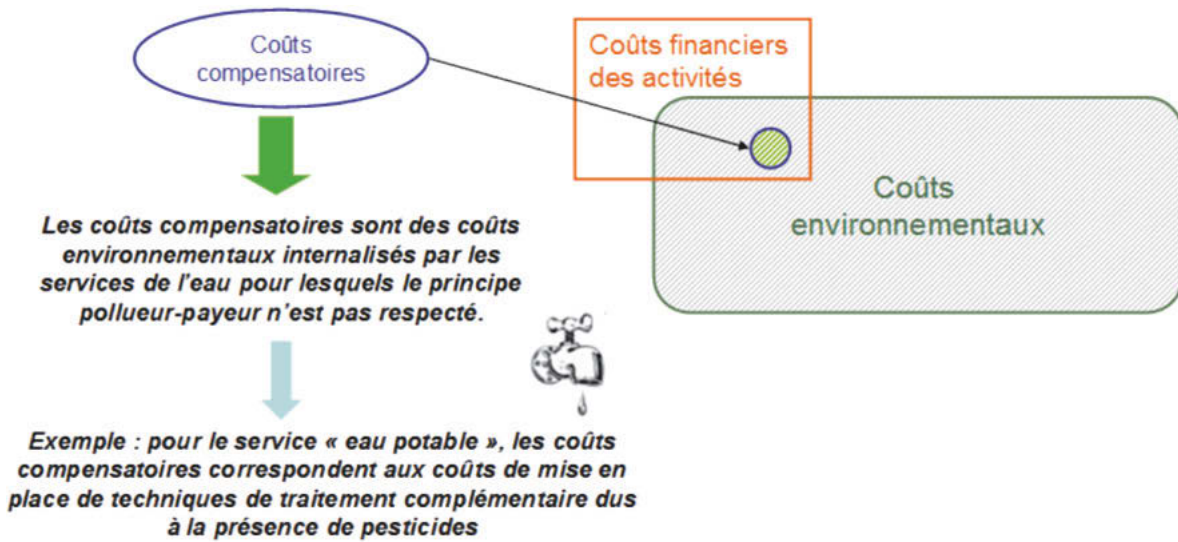 Coûts
compensatoires
Coûts financiers
des activités
Coûts
environnementaux
Les coûts compensatoires sont des coûts
environnementaux internalisés par les
services de l'eau pour lesquels le principe
pollueur-payeur n'est pas respecté.
Exemple : pour le service « eau potable », les coûts
compensatoires correspondent aux coûts de mise en
place de techniques de traitement complémentaire dus
à la présence de pesticides